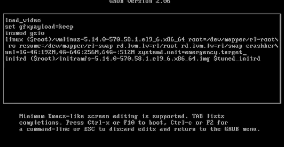 GRUB version 2.06
load_video
set gfxpayload=keep
insmod gzio
linux ($root)/vmlinuz-5.14.0-570.58.1.el9_6.x86_64 root=/dev/mapper/rl-root\
ro resume=/dev/mapper/rl-swap rd.lvm.lv=rl/root rd.lvm.lv=rl/swap crashker\
nel=1G-4G:192M,4G-64G:256M,64G-:512M systemd.unit=emergency.target_
initrd ($root)/initramfs-5.14.0-570.58.1.el9_6.x86_64.img $tuned_initrd
Minimum Emacs-like screen editing is supported. TAB lists
completions. Press Ctrl-x or F10 to boot, Ctrl-c or F2 for
a command-line or ESC to discard edits and return to the GRUB menu.